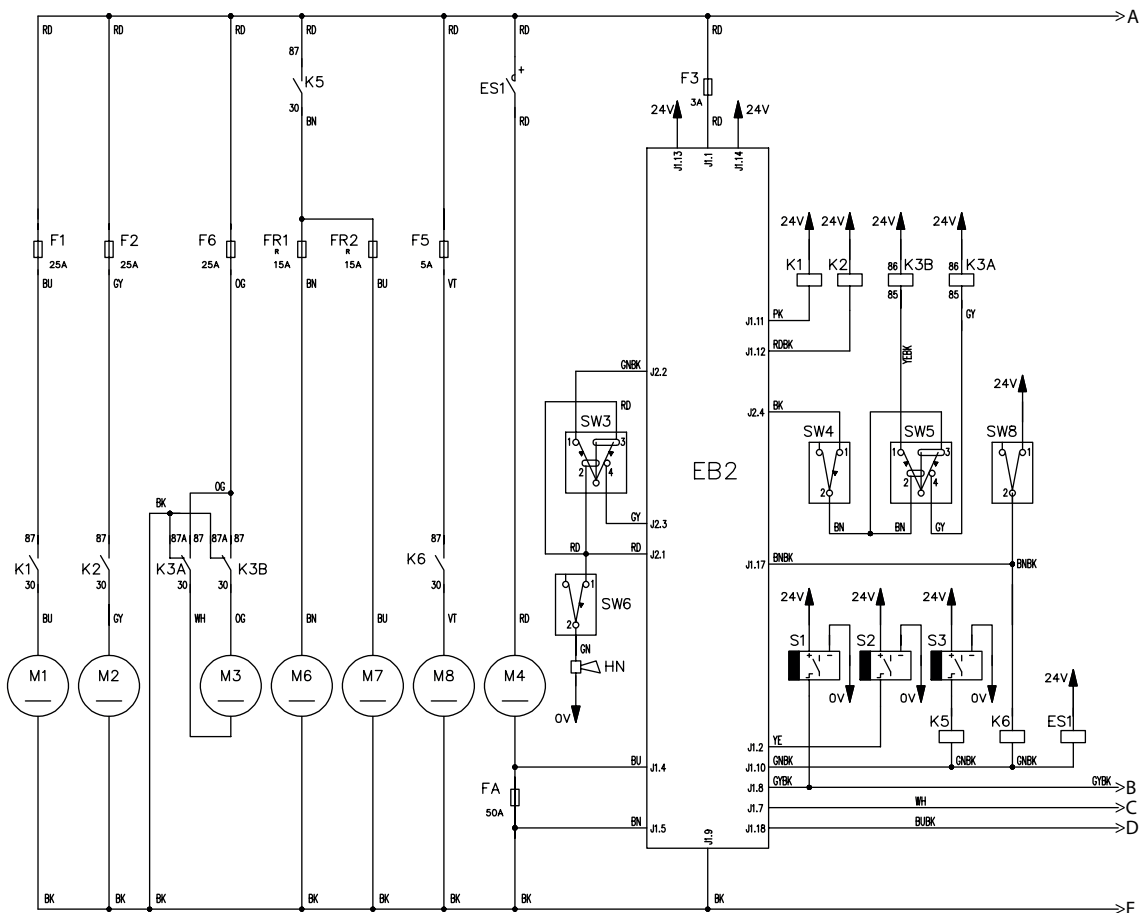 A
RD RD RD RD RD RD RD
87 K5 30 BN
ES1 + RD
F3 3A RD
24V 24V
J1.13 J1.1 J1.14
F1 25A BU
F2 25A GY
F6 25A OG
FR1 R 15A BN
FR2 R 15A BU
F5 5A VT
24V 24V 24V 24V
K1 K2 86 K3B 85 86 K3A 85
PK J1.11
RDBK J1.12
YEBK GY
GNBK J2.2
RD
SW3 1 3 2 4
GY J2.3
RD RD J2.1
EB2
BK J2.4
SW4 1 2
SW5 1 3 2 4
24V
SW8 1 2
BN BN GY
BNBK J1.17 BNBK
OG
BK
87 K1 30 BU
87 K2 30 GY
87A 87 K3A 30 WH
87A 87 K3B 30 OG
BN
BU
87 K6 30 VT
RD
1 SW6 2
GN
HN
0V
24V 24V 24V
S1 + - S2 + - S3 + -
0V 0V 0V
24V
K5 K6 ES1
M1 M2 M3 M6 M7 M8 M4
YE J1.2
GNBK J1.10 GNBK GNBK
BU J1.4
GYBK J1.8 GYBK B
FA 50A
WH J1.7 C
BN J1.5
BUBK J1.18 D
J1.9
BK BK BK BK BK BK BK BK BK E